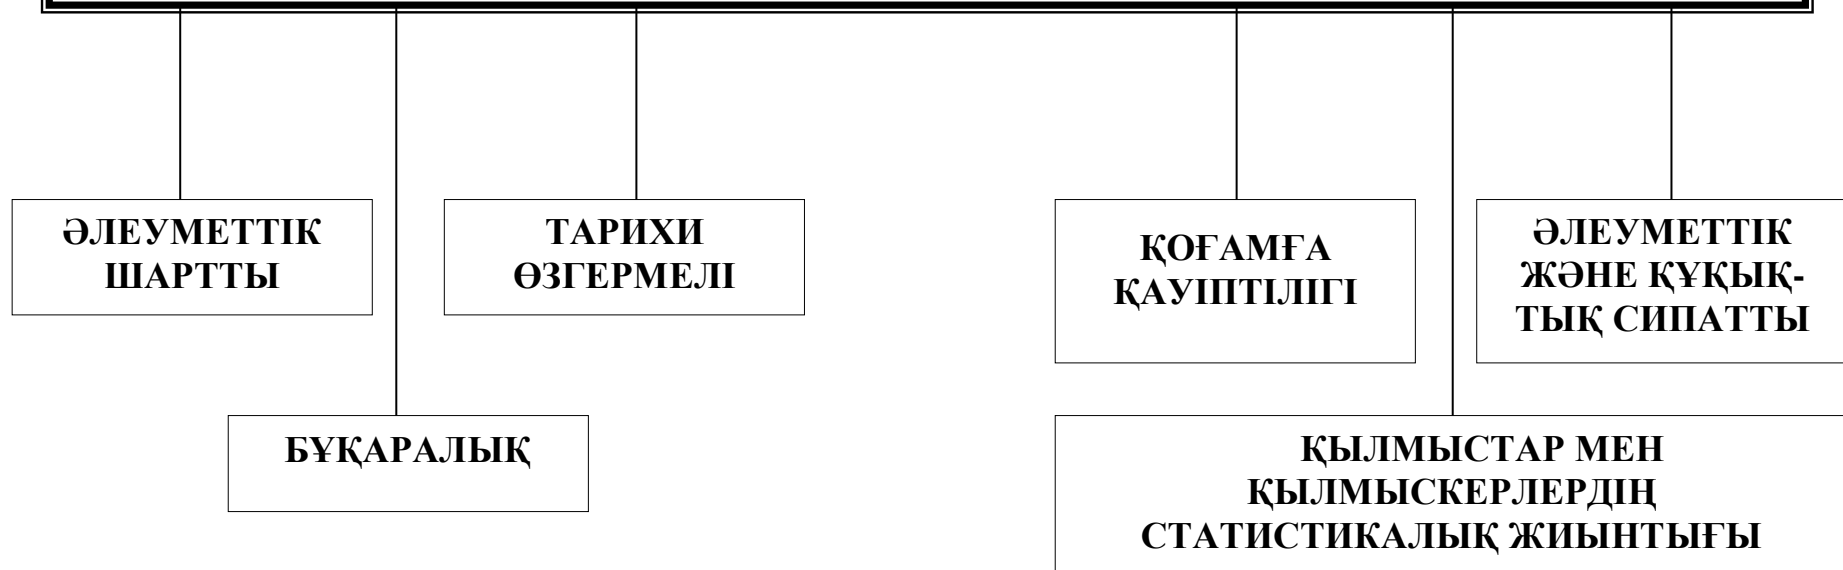 ӘЛЕУМЕТТІК
ШАРТТЫ
ТАРИХИ
ӨЗГЕРМЕЛІ
ҚОҒАМҒА
ҚАУІПТІЛІГІ
ӘЛЕУМЕТТІК
ЖӘНЕ ҚҰҚЫҚ-
ТЫҚ СИПАТТЫ
БҰҚАРАЛЫҚ
ҚЫЛМЫСТАР МЕН
ҚЫЛМЫСКЕРЛЕРДІҢ
СТАТИСТИКАЛЫҚ ЖИЫНТЫҒЫ